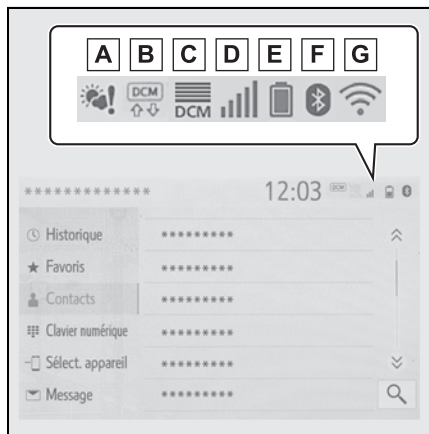 A B C D E F G
DCM DCM
************* 12:03 DCM
Historique *********
Favoris *********
Contacts *********
Clavier numérique *********
Sélect. appareil *********
Message *********